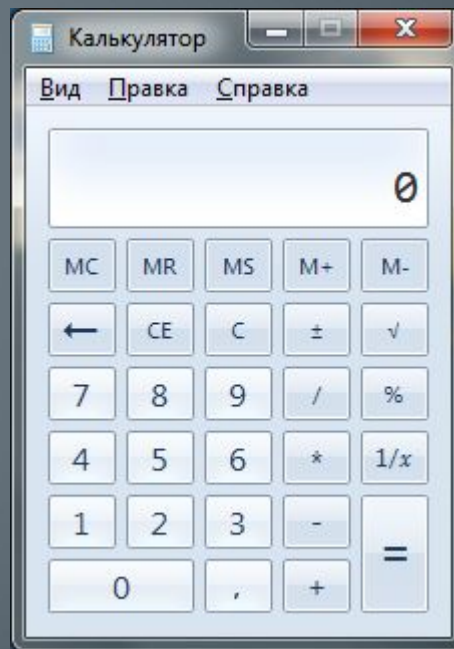 Калькулятор
Вид Правка Справка
0
MC MR MS M+ M-
← CE C ± √
7 8 9 / %
4 5 6 * 1/x
1 2 3 - =
0 , +